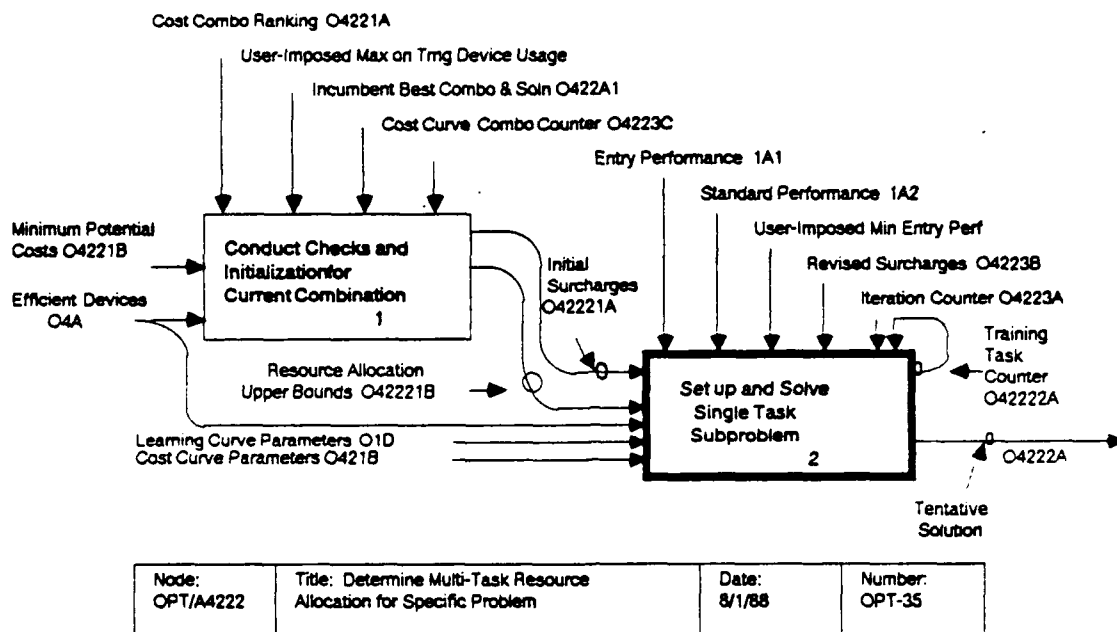 Cost Combo Ranking O4221A
User-Imposed Max on Trng Device Usage
Incumbent Best Combo & Soln O422A1
Cost Curve Combo Counter O4223C
Entry Performance 1A1
Standard Performance 1A2
User-Imposed Min Entry Perf
Revised Surcharges O4223B
Iteration Counter O4223A
Minimum Potential
Costs O4221B
Efficient Devices
O4A
Conduct Checks and
Initializationfor
Current Combination
1
Initial
Surcharges
O42221A
Training
Task
Counter
O42222A
Resource Allocation
Upper Bounds O42221B
Set up and Solve
Single Task
Subproblem
2
Learning Curve Parameters O1D
Cost Curve Parameters O421B
O4222A
Tentative
Solution
Node:
OPT/A4222
Title: Determine Multi-Task Resource
Allocation for Specific Problem
Date:
8/1/88
Number:
OPT-35